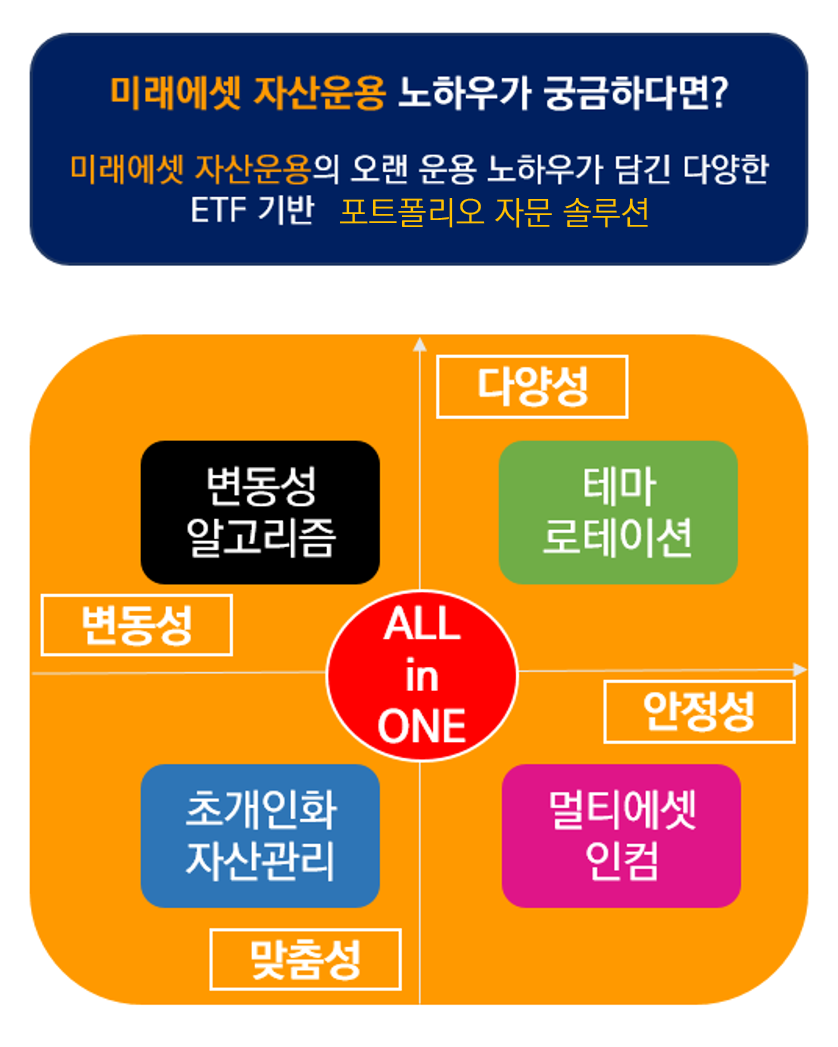 미래에셋 자산운용 노하우가 궁금하다면?
미래에셋 자산운용의 오랜 운용 노하우가 담긴 다양한
ETF 기반 포트폴리오 자문 솔루션
다양성
변동성
알고리즘
테마
로테이션
변동성
ALL
in
ONE
안정성
초개인화
자산관리
멀티에셋
인컴
맞춤성